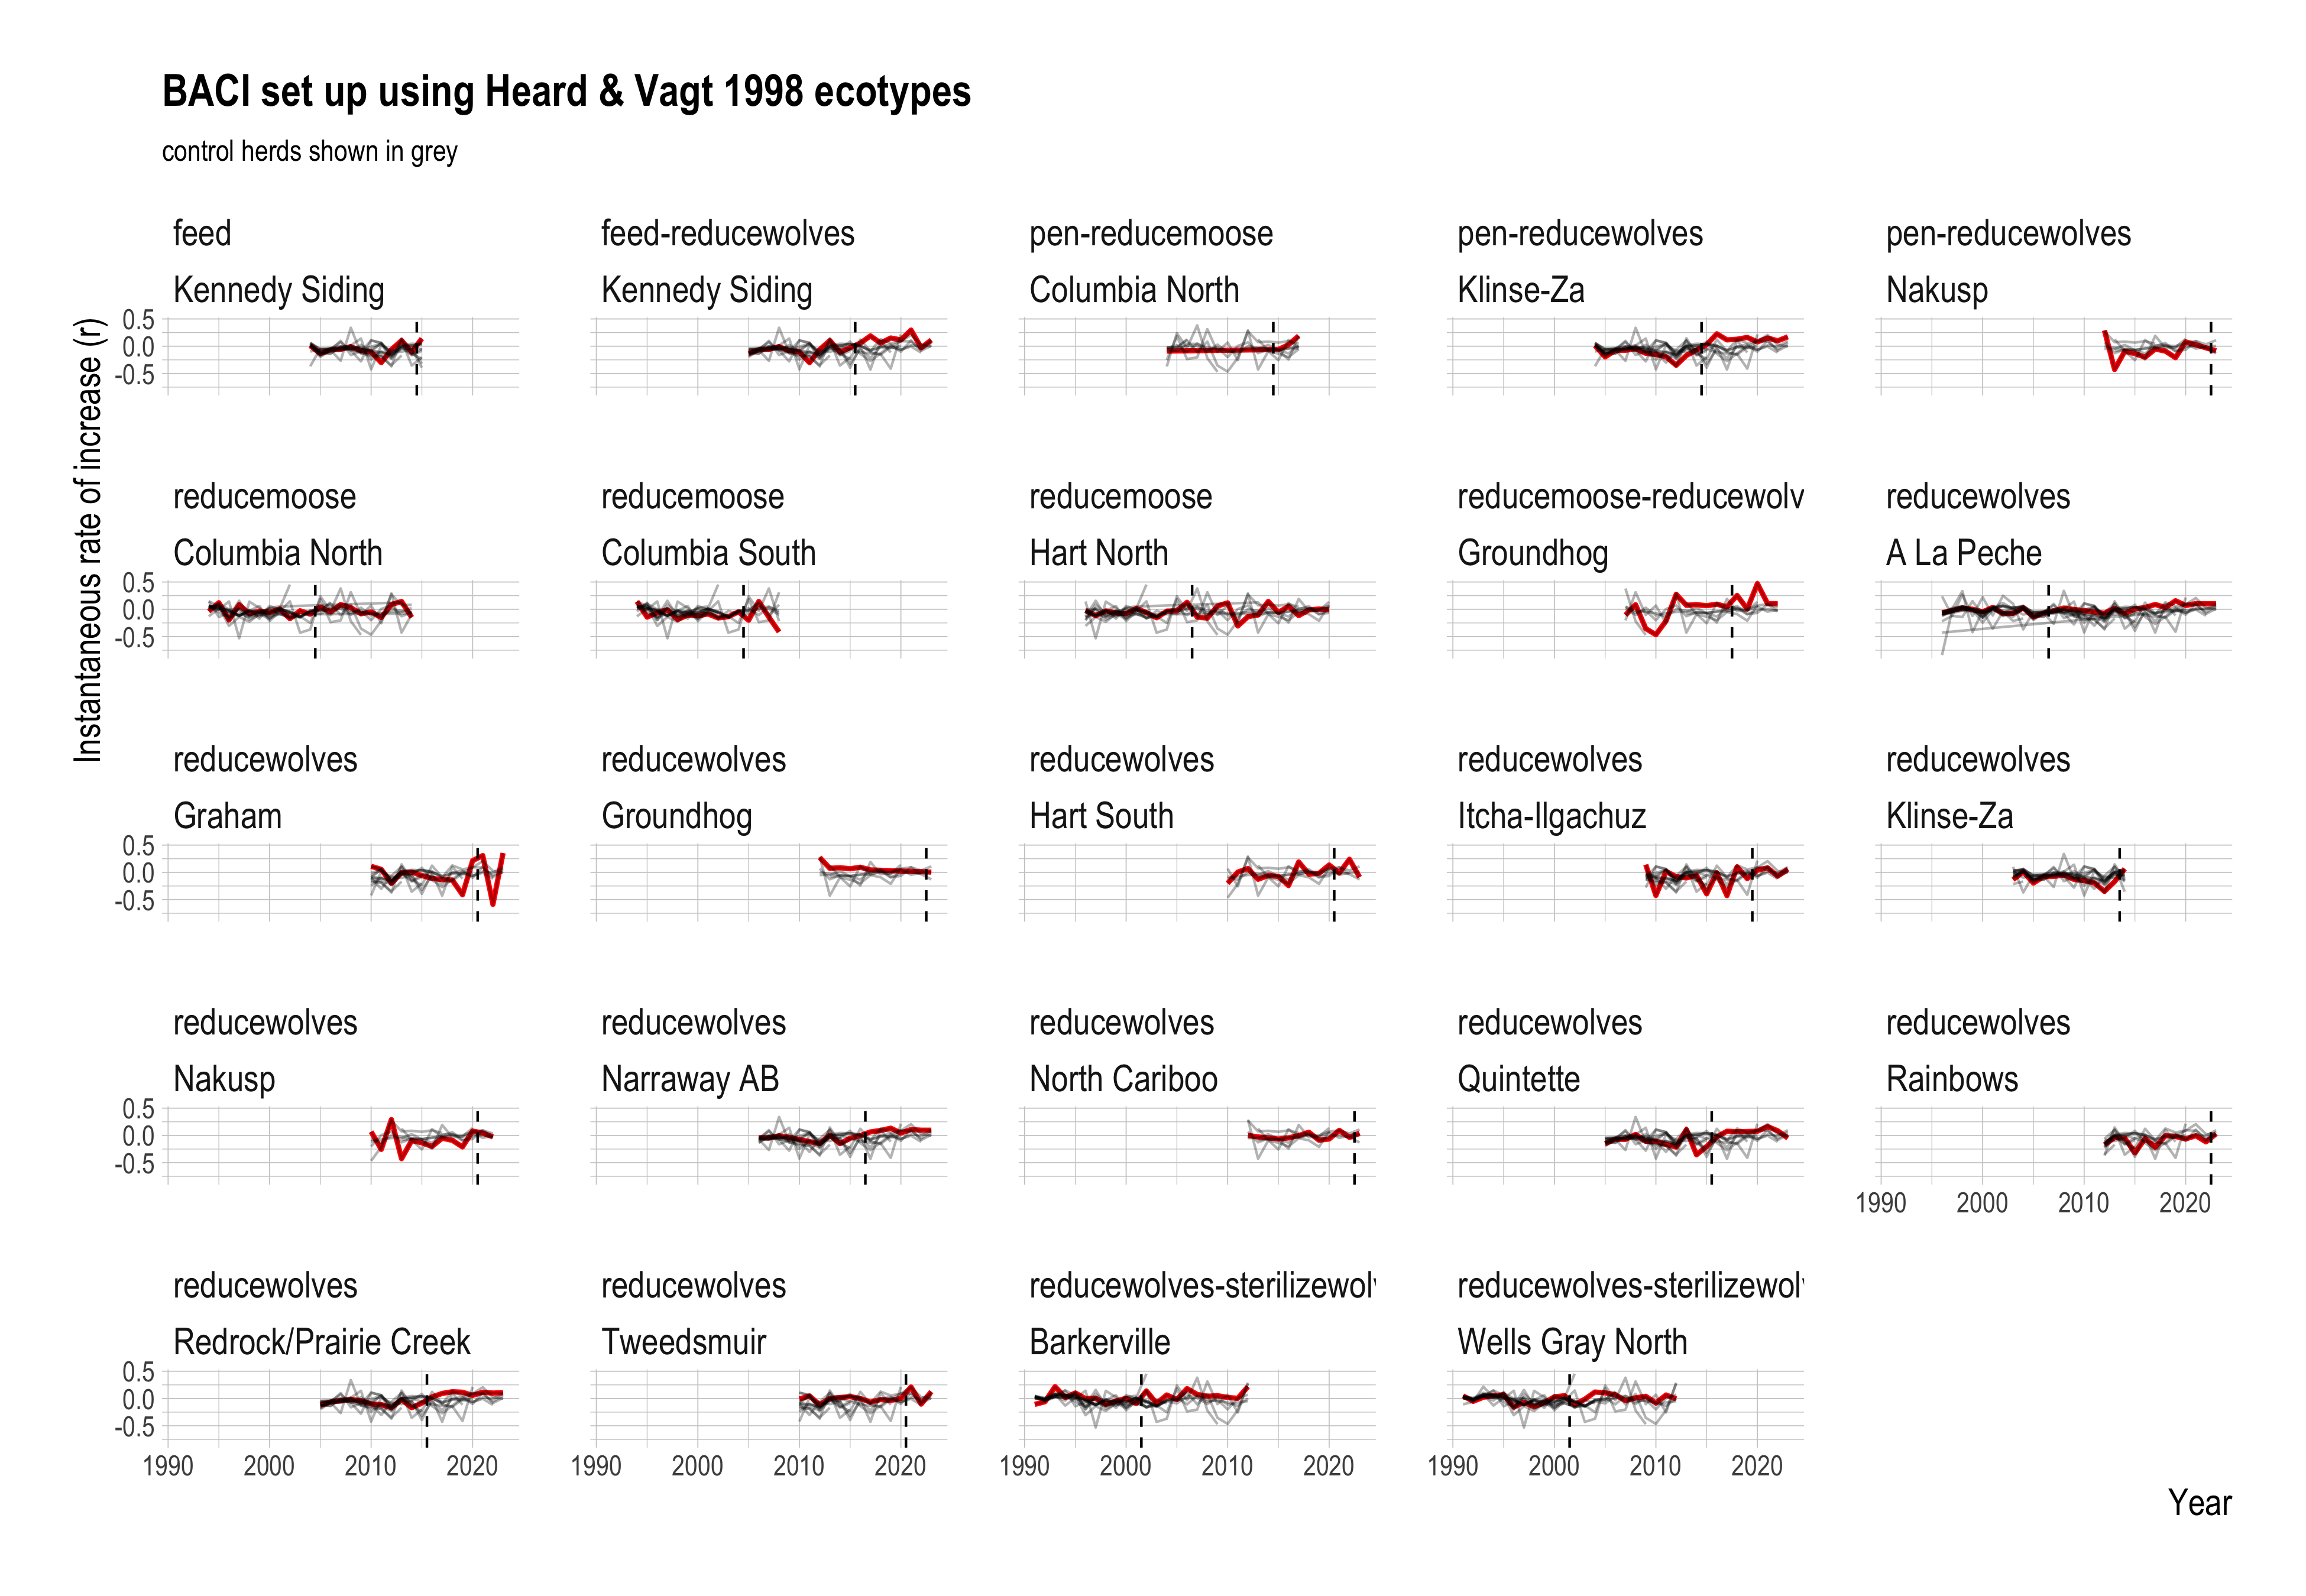 BACI set up using Heard & Vagt 1998 ecotypes
control herds shown in grey
Instantaneous rate of increase (r)
feed
Kennedy Siding
feed-reducewolves
Kennedy Siding
pen-reducemoose
Columbia North
pen-reducewolves
Klinse-Za
pen-reducewolves
Nakusp
0.5
0.0
-0.5
reducemoose
Columbia North
reducemoose
Columbia South
reducemoose
Hart North
reducemoose-reducewolv
Groundhog
reducewolves
A La Peche
0.5
0.0
-0.5
reducewolves
Graham
reducewolves
Groundhog
reducewolves
Hart South
reducewolves
Itcha-Ilgachuz
reducewolves
Klinse-Za
0.5
0.0
-0.5
reducewolves
Nakusp
reducewolves
Narraway AB
reducewolves
North Cariboo
reducewolves
Quintette
reducewolves
Rainbows
0.5
0.0
-0.5
1990 2000 2010 2020
reducewolves
Redrock/Prairie Creek
reducewolves
Tweedsmuir
reducewolves-sterilizewol
Barkerville
reducewolves-sterilizewol
Wells Gray North
0.5
0.0
-0.5
1990 2000 2010 2020
1990 2000 2010 2020
1990 2000 2010 2020
1990 2000 2010 2020
Year